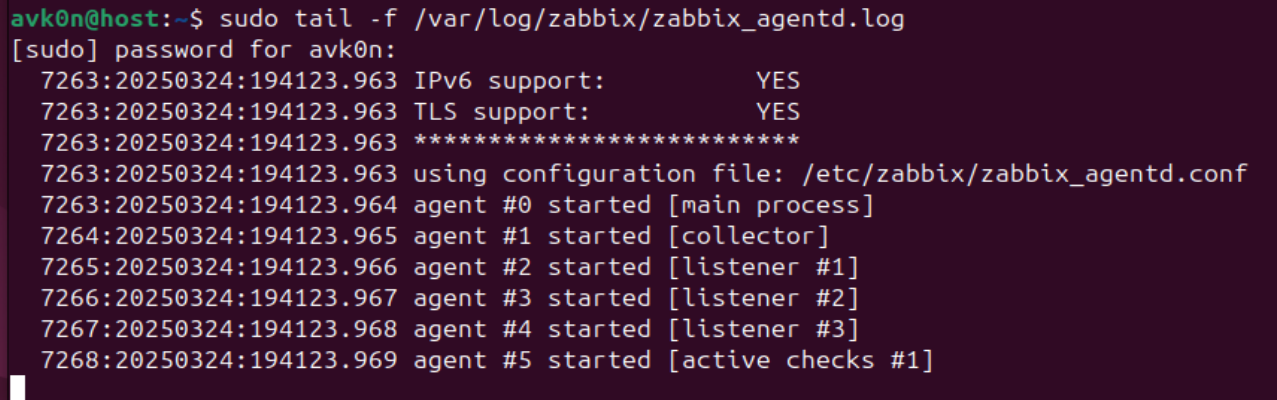 avk0n@host:~$ sudo tail -f /var/log/zabbix/zabbix_agentd.log
[sudo] password for avk0n:
  7263:20250324:194123.963 IPv6 support:          YES
  7263:20250324:194123.963 TLS support:           YES
  7263:20250324:194123.963 **************************
  7263:20250324:194123.963 using configuration file: /etc/zabbix/zabbix_agentd.conf
  7263:20250324:194123.964 agent #0 started [main process]
  7264:20250324:194123.965 agent #1 started [collector]
  7265:20250324:194123.966 agent #2 started [listener #1]
  7266:20250324:194123.967 agent #3 started [listener #2]
  7267:20250324:194123.968 agent #4 started [listener #3]
  7268:20250324:194123.969 agent #5 started [active checks #1]